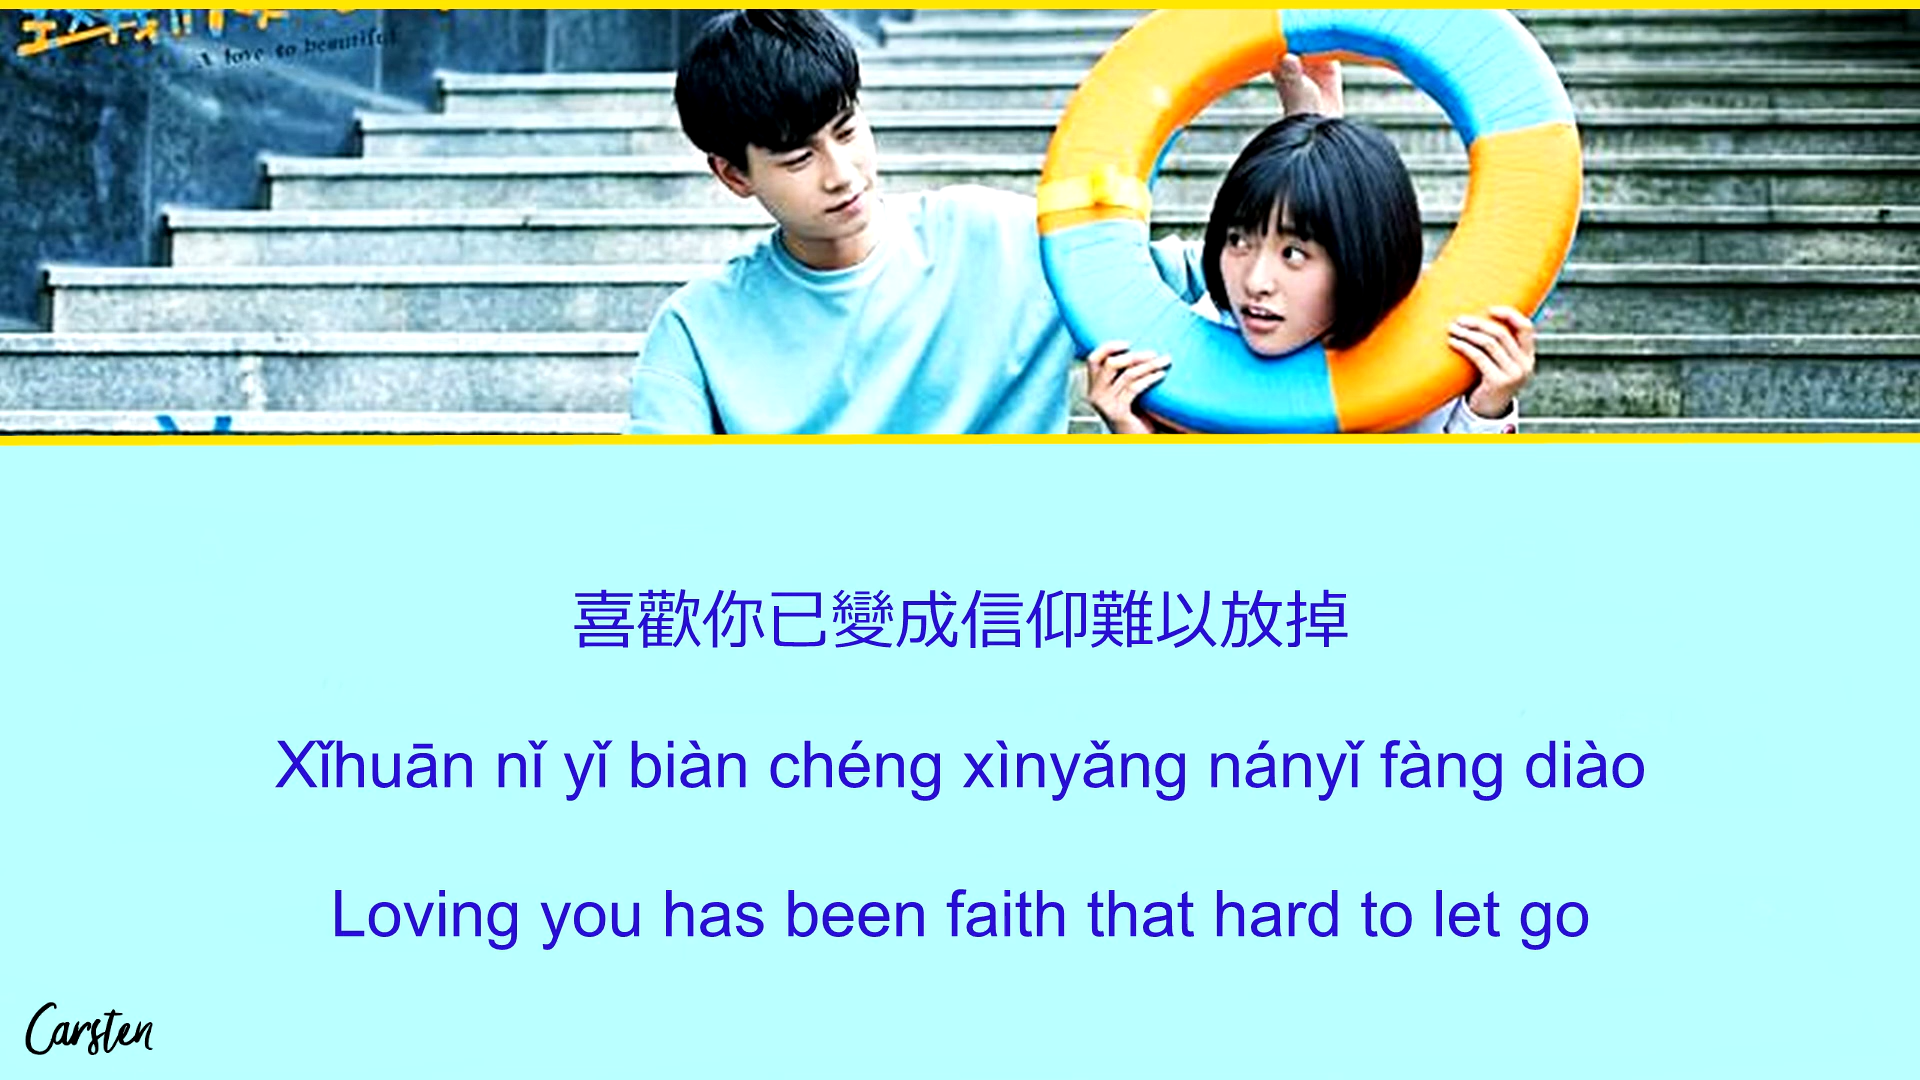 A love so beautiful
喜歡你已變成信仰難以放掉
Xǐhuān nǐ yǐ biàn chéng xìnyǎng nányǐ fàng diào
Loving you has been faith that hard to let go
Carsten